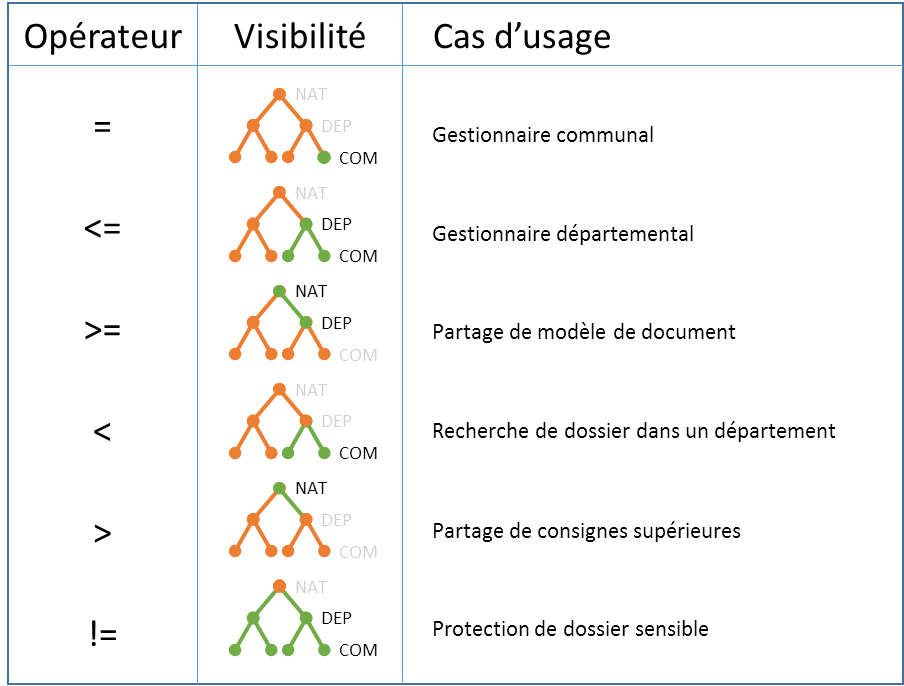 Opérateur Visibilité Cas d’usage
NAT
DEP
= COM Gestionnaire communal
NAT
<= DEP Gestionnaire départemental
COM
NAT
>= DEP Partage de modèle de document
COM
NAT
< DEP Recherche de dossier dans un département
COM
NAT
> DEP Partage de consignes supérieures
COM
NAT
!= DEP Protection de dossier sensible
COM